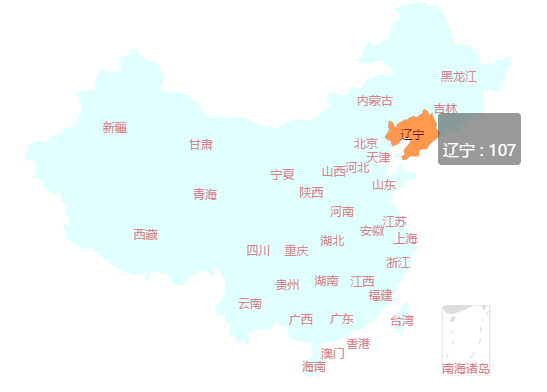 黑龙江
内蒙古
吉林
新疆
辽宁
甘肃
北京
辽宁 : 107
天津
河北
山西
宁夏
山东
陕西
青海
河南
江苏
安徽
西藏
上海
湖北
四川
重庆
浙江
湖南
江西
贵州
福建
云南
广西
广东
台湾
香港
澳门
海南
南海诸岛